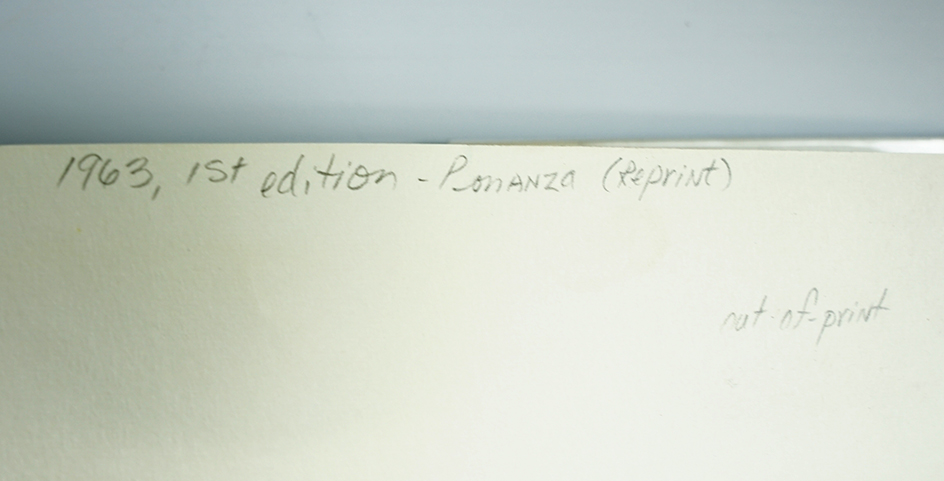 1963, 1st edition - Bonanza (Reprint)
out-of-print